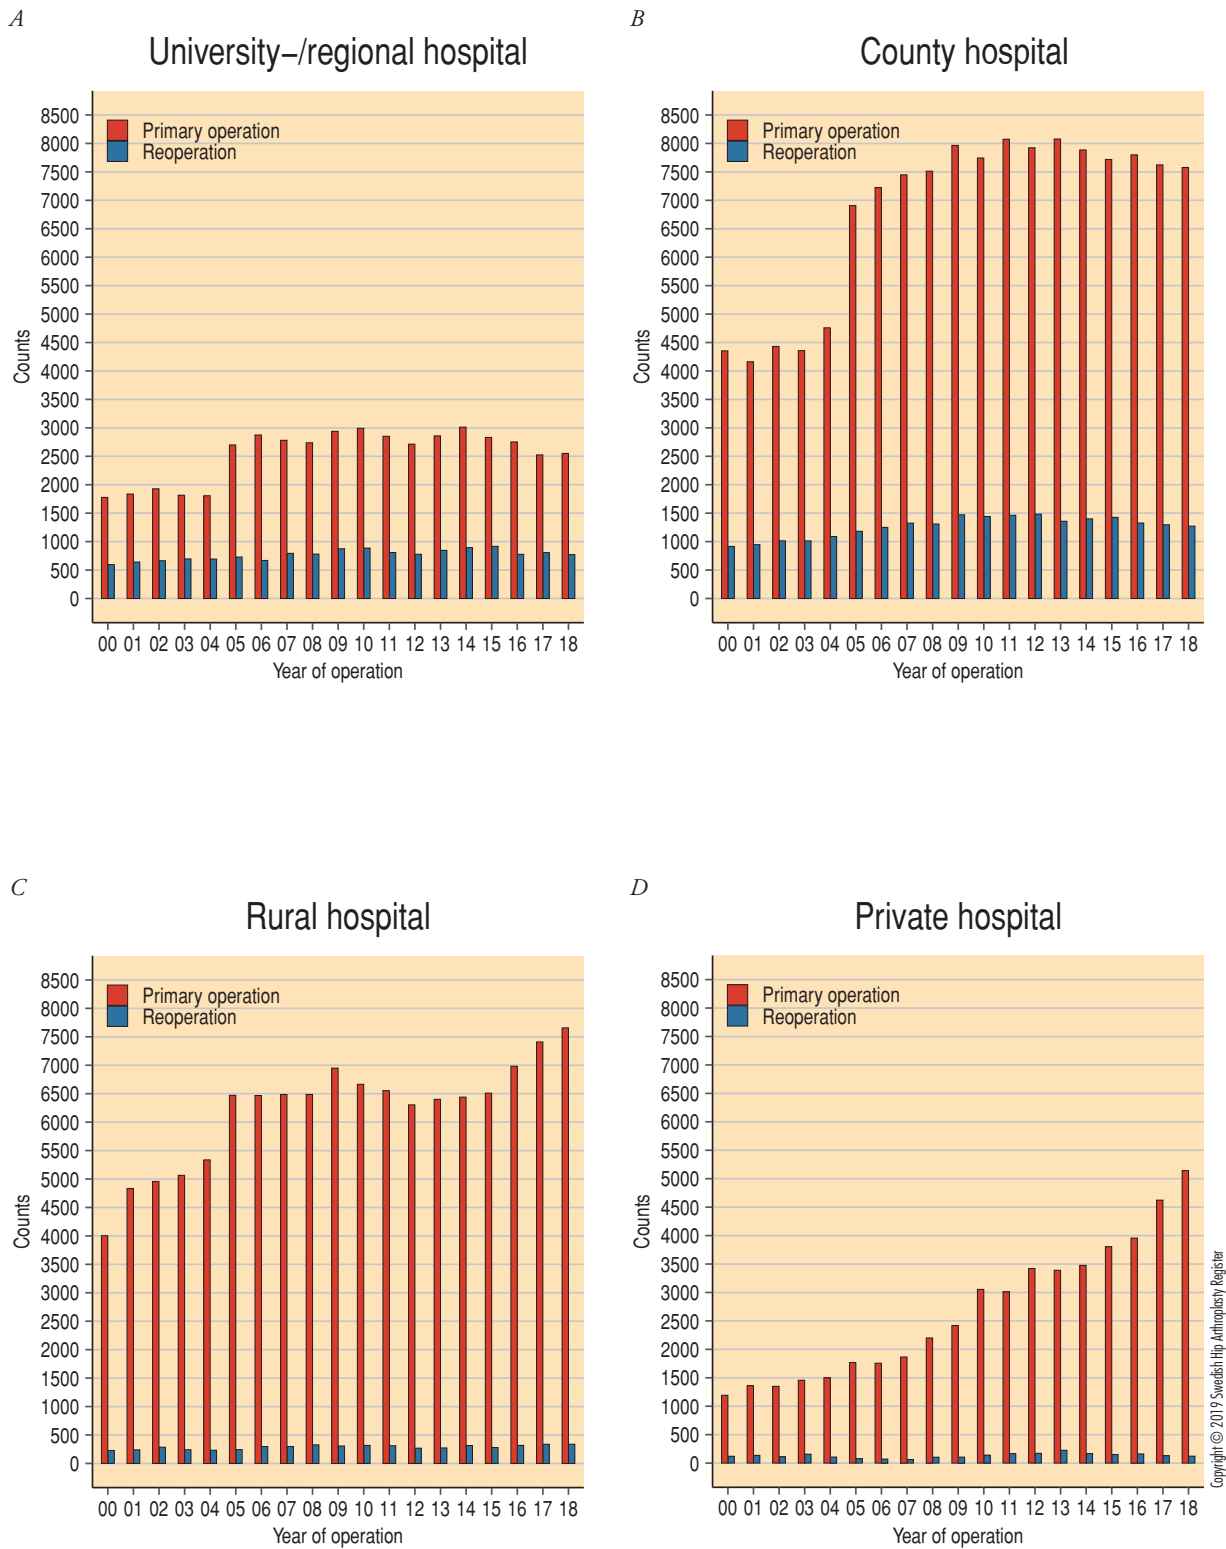 A
University–/regional hospital
8500
8000
7500
7000
6500
6000
5500
5000
4500
4000
3500
3000
2500
2000
1500
1000
500
0
Counts
Primary operation
Reoperation
00 01 02 03 04 05 06 07 08 09 10 11 12 13 14 15 16 17 18
Year of operation
B
County hospital
8500
8000
7500
7000
6500
6000
5500
5000
4500
4000
3500
3000
2500
2000
1500
1000
500
0
Counts
Primary operation
Reoperation
00 01 02 03 04 05 06 07 08 09 10 11 12 13 14 15 16 17 18
Year of operation
C
Rural hospital
8500
8000
7500
7000
6500
6000
5500
5000
4500
4000
3500
3000
2500
2000
1500
1000
500
0
Counts
Primary operation
Reoperation
00 01 02 03 04 05 06 07 08 09 10 11 12 13 14 15 16 17 18
Year of operation
D
Private hospital
8500
8000
7500
7000
6500
6000
5500
5000
4500
4000
3500
3000
2500
2000
1500
1000
500
0
Counts
Primary operation
Reoperation
00 01 02 03 04 05 06 07 08 09 10 11 12 13 14 15 16 17 18
Year of operation
Copyright © 2019 Swedish Hip Arthroplasty Register